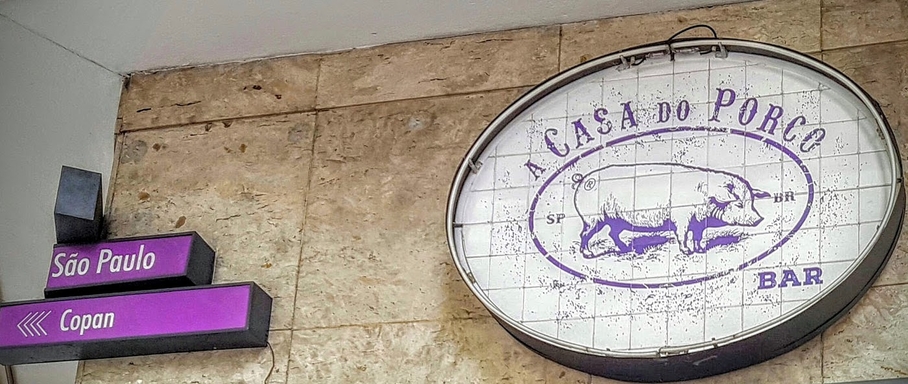 São Paulo
Copan
A CASA DO PORCO
SP
BR
BAR